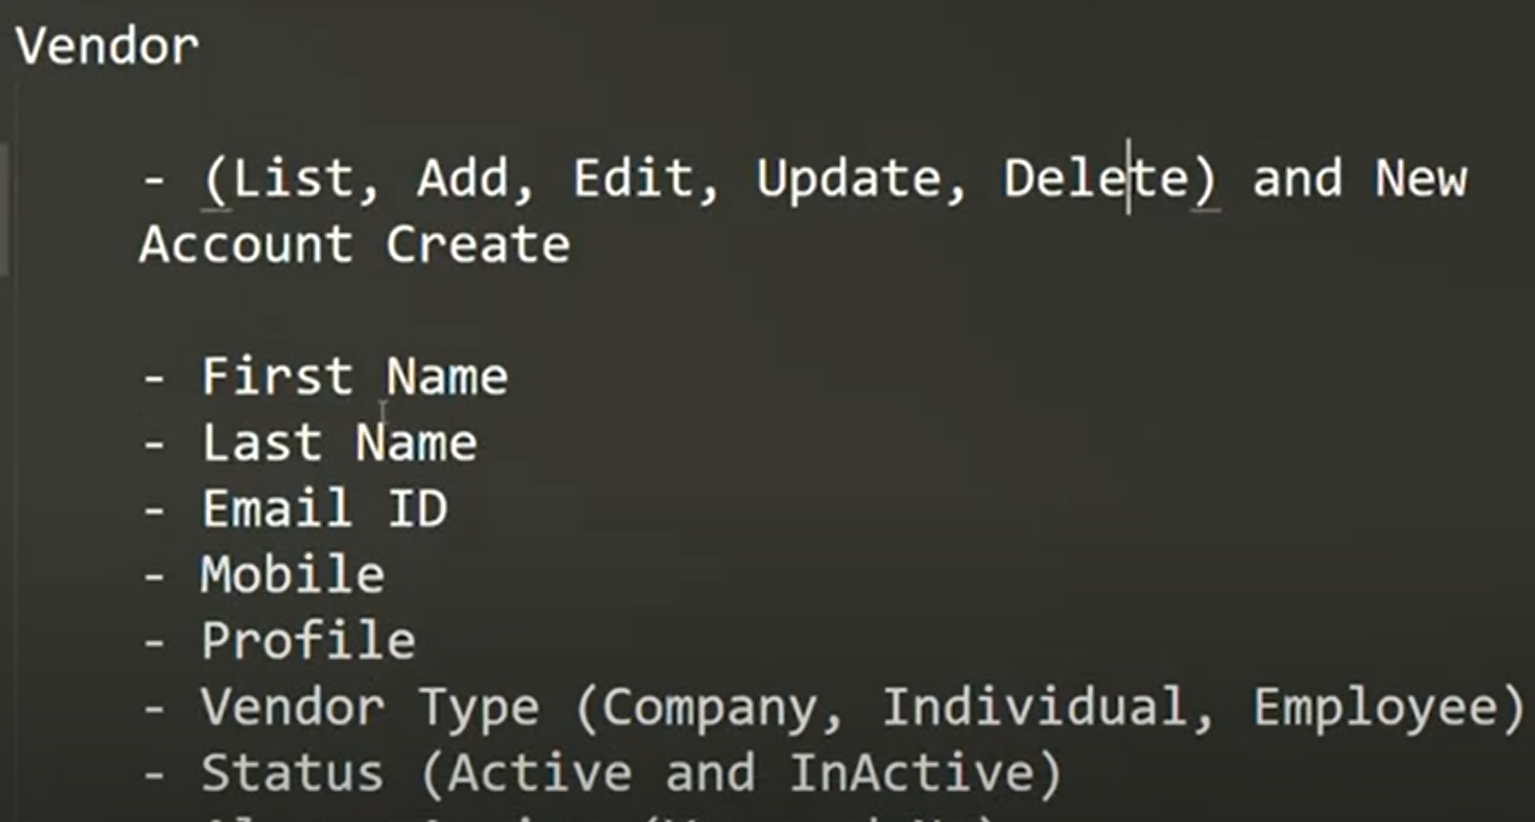 Vendor
- (List, Add, Edit, Update, Delete) and New
Account Create
- First Name
- Last Name
- Email ID
- Mobile
- Profile
- Vendor Type (Company, Individual, Employee)
- Status (Active and InActive)